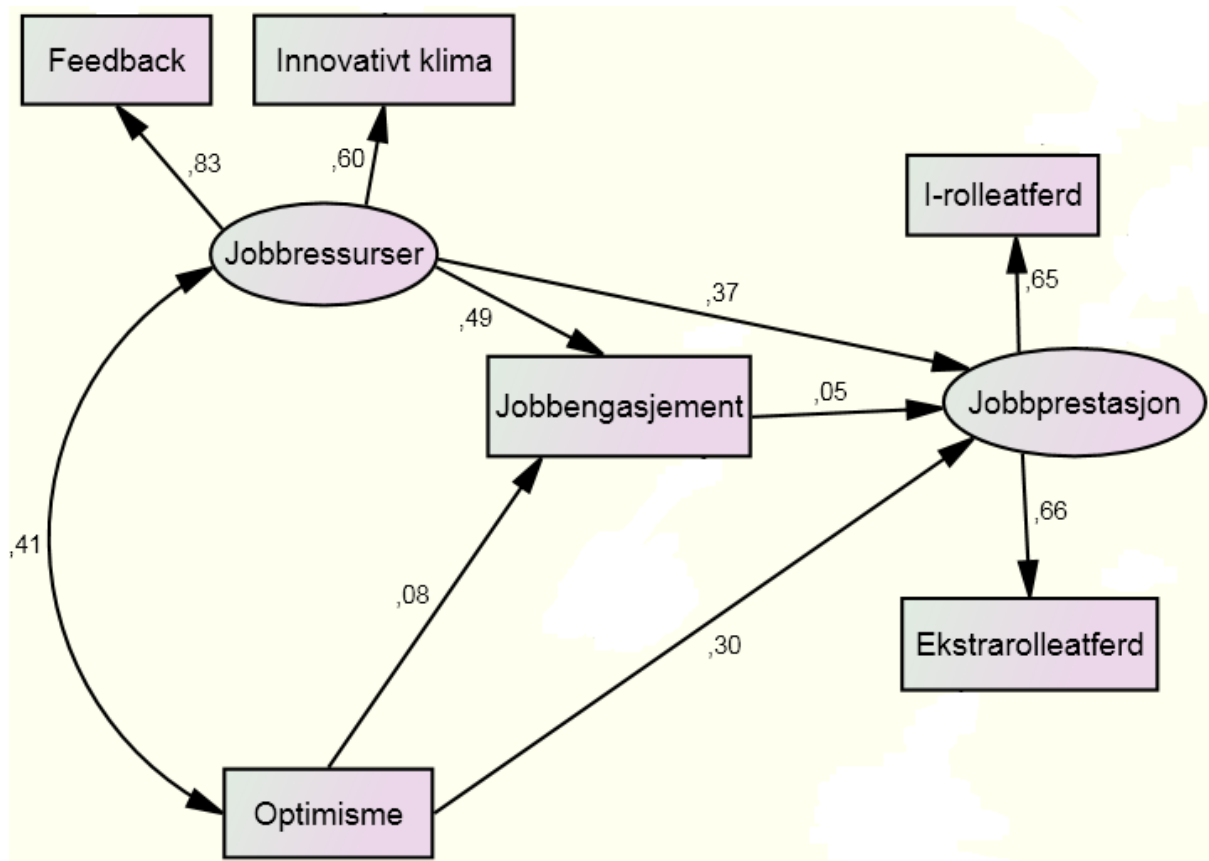 Feedback
Innovativt klima
,83
,60
I-rolleatferd
Jobbressurser
,37
,65
,49
Jobbengasjement
,05
Jobbprestasjon
,66
,41
,08
,30
Ekstrarolleatferd
Optimisme